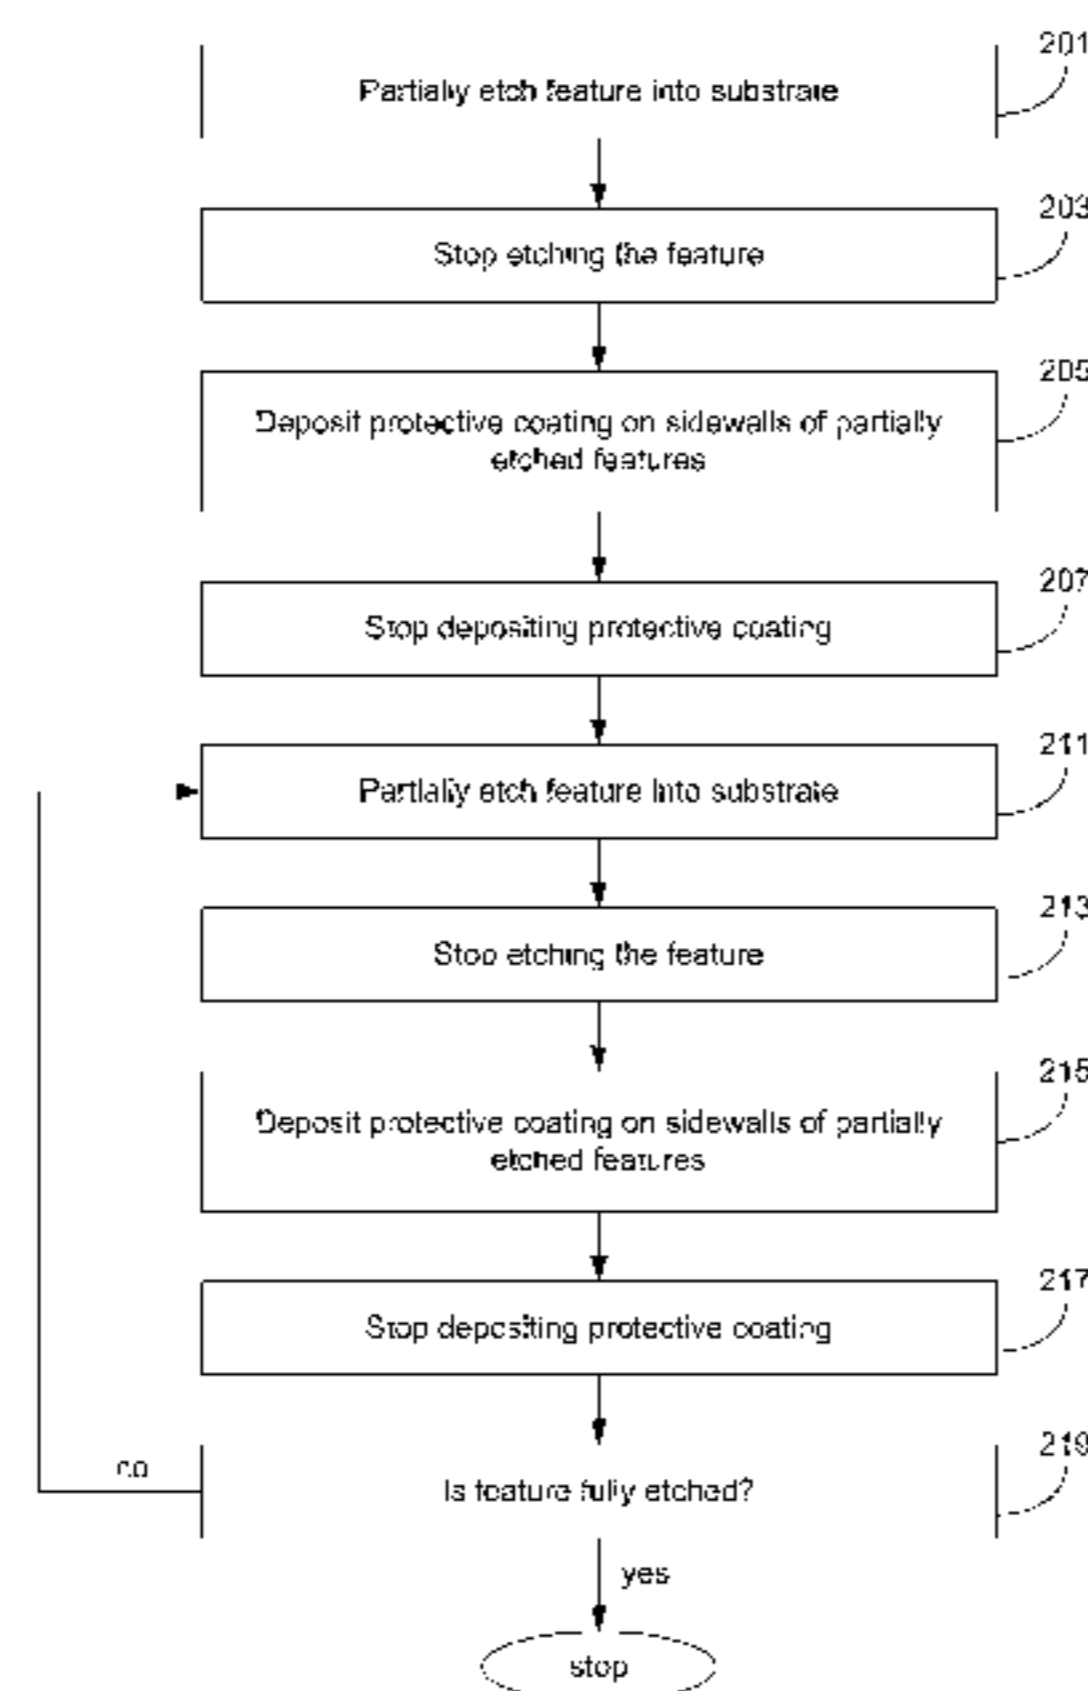 201
Partially etch feature into substrate
203
Stop etching the feature
205
Deposit protective coating on sidewalls of partially
etched features
207
Stop depositing protective coating
211
Partially etch feature into substrate
213
Stop etching the feature
215
Deposit protective coating on sidewalls of partially
etched features
217
Stop depositing protective coating
219
no
Is feature fully etched?
yes
stop